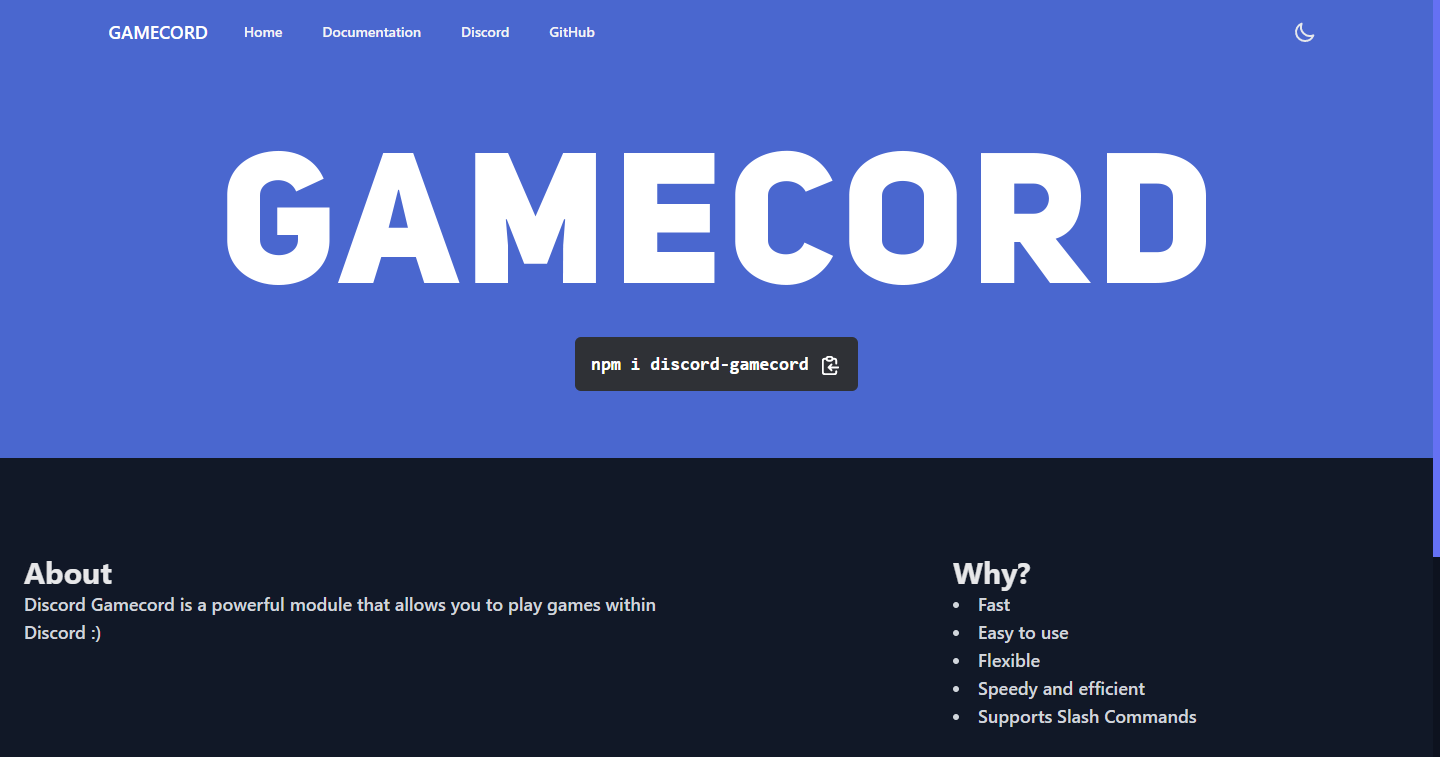 GAMECORD Home Documentation Discord GitHub
GAMECORD
npm i discord-gamecord
About
Discord Gamecord is a powerful module that allows you to play games within
Discord :)
Why?
• Fast
• Easy to use
• Flexible
• Speedy and efficient
• Supports Slash Commands